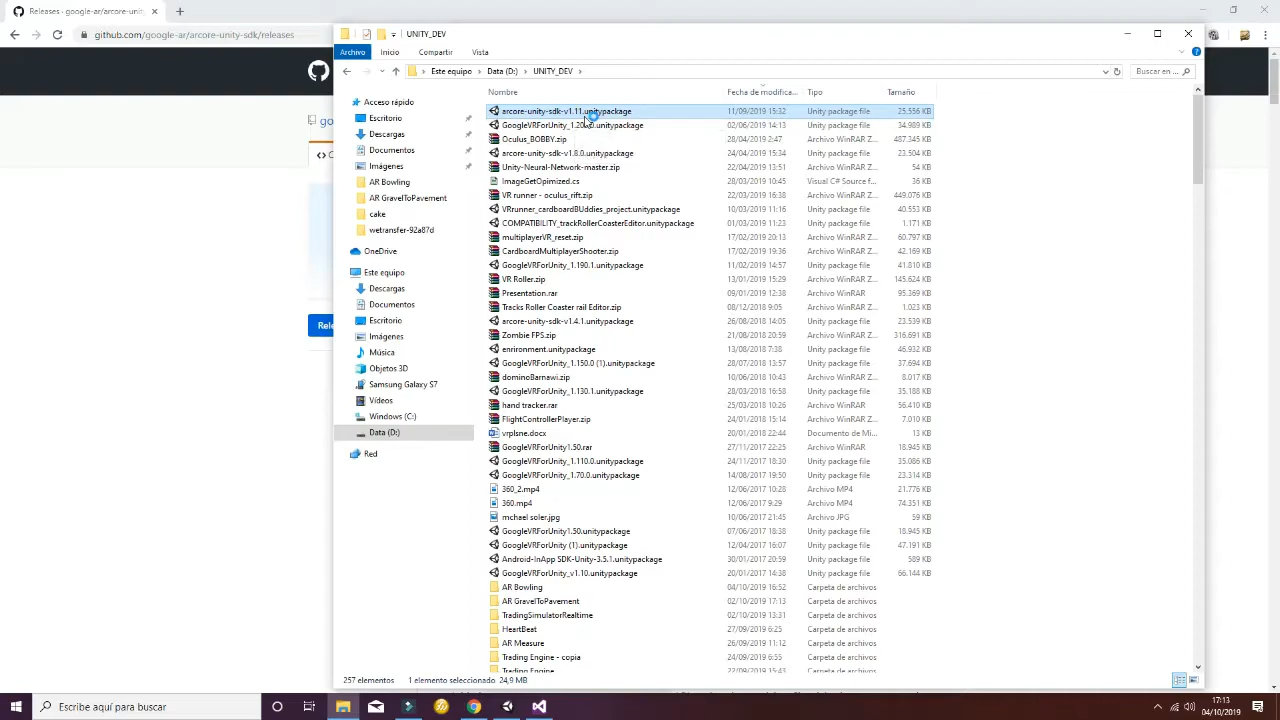 Releases · google-ar/arcore-unit
github.com/google-ar/arcore-unity-sdk/releases
go
<> C
Rele
UNITY_DEV
Archivo Inicio Compartir Vista
Este equipo > Data (D:) > UNITY_DEV >
Buscar en ...
Acceso rápido
Escritorio
Descargas
Documentos
Imágenes
AR Bowling
AR GravelToPavement
cake
wetransfer-92a87d
OneDrive
Este equipo
Descargas
Documentos
Escritorio
Imágenes
Música
Objetos 3D
Samsung Galaxy S7
Vídeos
Windows (C:)
Data (D:)
Red
Nombre Fecha de modifica... Tipo Tamaño
arcore-unity-sdk-v1.11.unitypackage 11/09/2019 15:32 Unity package file 25.556 KB
02/06/2019 14:13 Unity package file 34.989 KB
Oculus_BOBBY.zip 28/04/2019 2:47 Archivo WinRAR Z... 487.345 KB
arcore-unity-sdk-v1.8.0.unitypackage 24/04/2019 15:34 Unity package file 23.504 KB
Unity-Neural-Network-master.zip 22/04/2019 13:51 Archivo WinRAR Z... 54 KB
ImageGetOpimized.cs 28/03/2019 10:45 Visual C# Source f... 36 KB
VR runner - oculus_rift.zip 22/03/2019 16:38 Archivo WinRAR Z... 449.076 KB
VRrunner_cardboardBUddies_project.unitypackage 10/03/2019 11:16 Unity package file 40.553 KB
COMPATIBILITY_trackRollerCoasterEditor.unitypackage 01/03/2019 11:23 Unity package file 1.171 KB
multiplayerVR_reset.zip 17/02/2019 20:13 Archivo WinRAR Z... 60.797 KB
CardboardMultiplayerShooter.zip 17/02/2019 19:36 Archivo WinRAR Z... 42.169 KB
GoogleVRForUnity_1.190.1.unitypackage 11/02/2019 14:57 Unity package file 41.810 KB
VR Roller.zip 13/01/2019 15:29 Archivo WinRAR Z... 145.624 KB
Presentation.rar 09/01/2019 12:38 Archivo WinRAR 95.369 KB
Tracks Roller Coaster rail Editor.zip 08/12/2018 9:05 Archivo WinRAR Z... 1.023 KB
arcore-unity-sdk-v1.4.1.unitypackage 26/08/2018 14:05 Unity package file 23.539 KB
Zombie FPS.zip 21/08/2018 20:59 Archivo WinRAR Z... 316.691 KB
enrironment.unitypackage 13/08/2018 7:38 Unity package file 46.932 KB
GoogleVRForUnity_1.150.0 (1).unitypackage 28/07/2018 13:57 Unity package file 37.694 KB
dominoBarnawi.zip 10/06/2018 10:43 Archivo WinRAR Z... 8.017 KB
GoogleVRForUnity_1.130.1.unitypackage 28/03/2018 16:58 Unity package file 35.188 KB
hand tracker.rar 25/03/2018 10:26 Archivo WinRAR 56.410 KB
FlightControllerPlayer.zip 24/01/2018 15:14 Archivo WinRAR Z... 7.010 KB
vrplsne.docx 20/01/2018 22:44 Documento de Mi... 13 KB
GoogleVRForUnity1.50.rar 27/11/2017 22:25 Archivo WinRAR 18.945 KB
GoogleVRForUnity_1.110.0.unitypackage 24/11/2017 18:30 Unity package file 35.086 KB
GoogleVRForUnity_1.70.0.unitypackage 14/08/2017 19:50 Unity package file 23.314 KB
360_2.mp4 12/06/2017 10:28 Archivo MP4 21.776 KB
360.mp4 12/06/2017 9:29 Archivo MP4 74.351 KB
mchael soler.jpg 10/06/2017 21:45 Archivo JPG 59 KB
GoogleVRForUnity1.50.unitypackage 07/06/2017 18:38 Unity package file 18.945 KB
GoogleVRForUnity (1).unitypackage 12/04/2017 16:07 Unity package file 47.191 KB
Android-InApp SDK-Unity-3.5.1.unitypackage 30/01/2017 20:59 Unity package file 589 KB
GoogleVRForUnity_v1.10.unitypackage 20/01/2017 14:38 Unity package file 66.144 KB
AR Bowling 04/10/2019 16:52 Carpeta de archivos
AR GravelToPavement 02/10/2019 17:13 Carpeta de archivos
TradingSimulatorRealtime 02/10/2019 13:31 Carpeta de archivos
HeartBeat 27/09/2019 6:25 Carpeta de archivos
AR Measure 26/09/2019 11:12 Carpeta de archivos
Trading Engine - copia 24/09/2019 6:55 Carpeta de archivos
Trading Engine 22/09/2019 15:43 Carpeta de archivos
257 elementos 1 elemento seleccionado 24,9 MB
Escribe aquí para buscar
17:13
04/10/2019